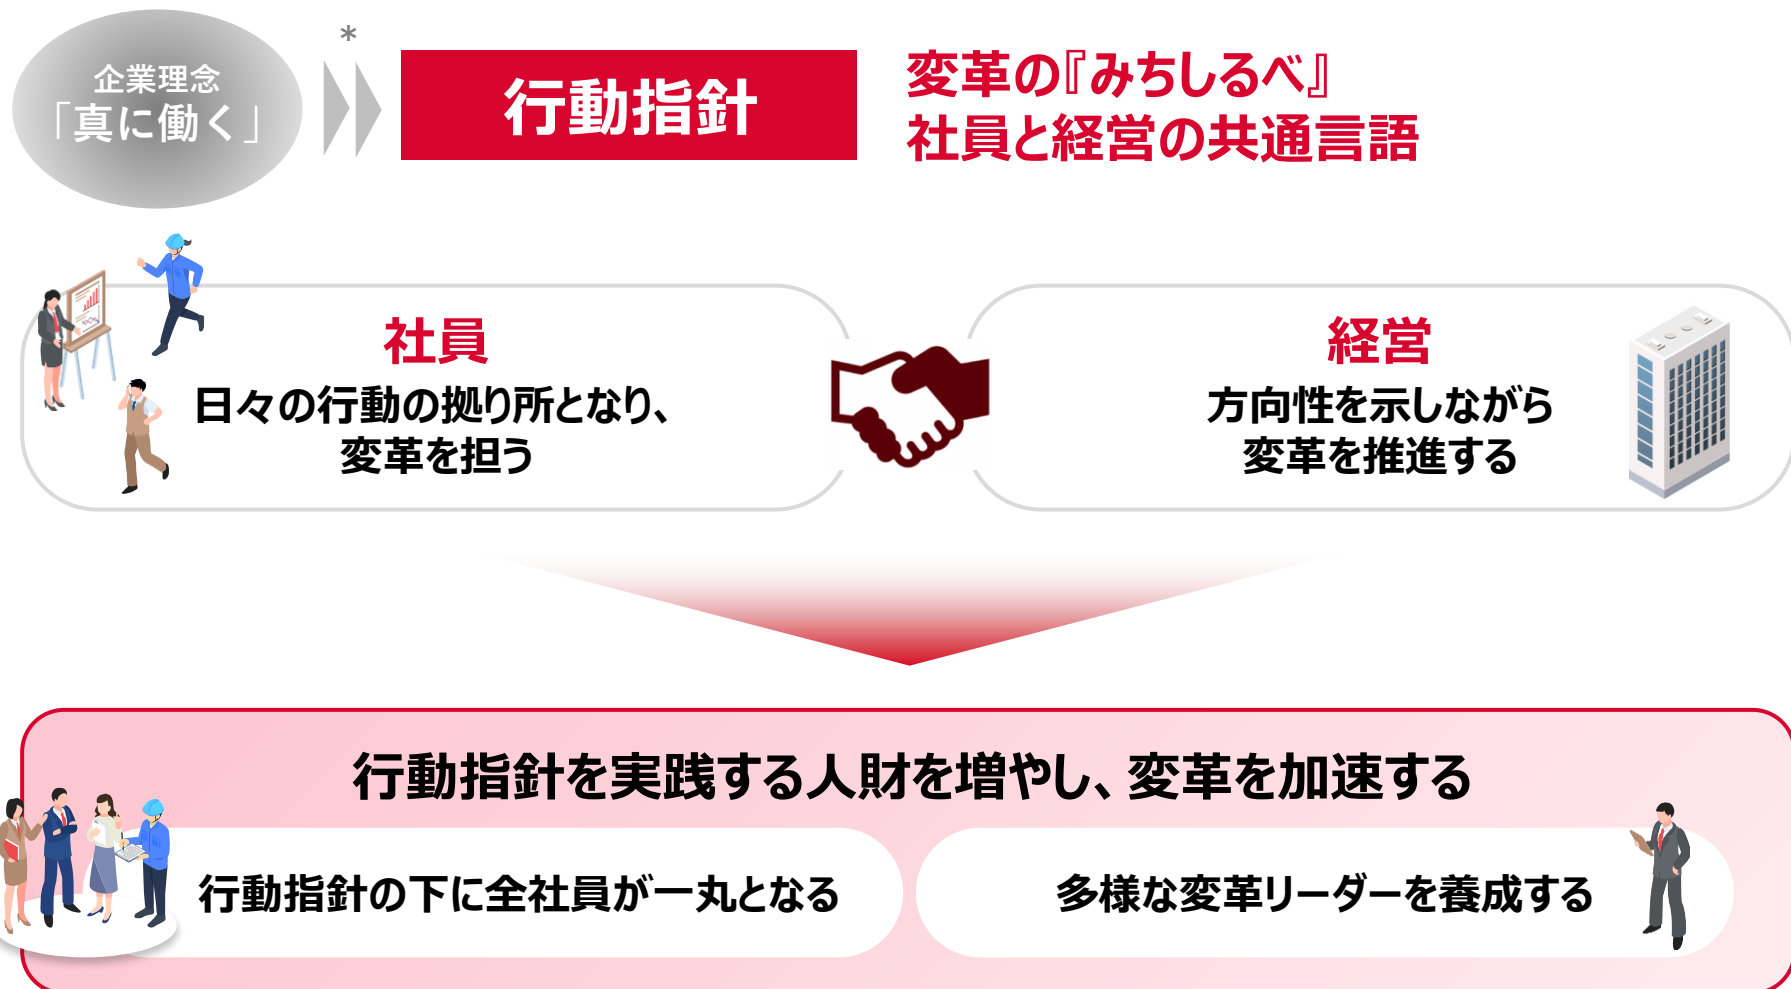 企業理念
「真に働く」
*
行動指針
変革の『みちしるべ』
社員と経営の共通言語
社員
日々の行動の拠り所となり、
変革を担う
経営
方向性を示しながら
変革を推進する
行動指針を実践する人財を増やし、変革を加速する
行動指針の下に全社員が一丸となる
多様な変革リーダーを養成する